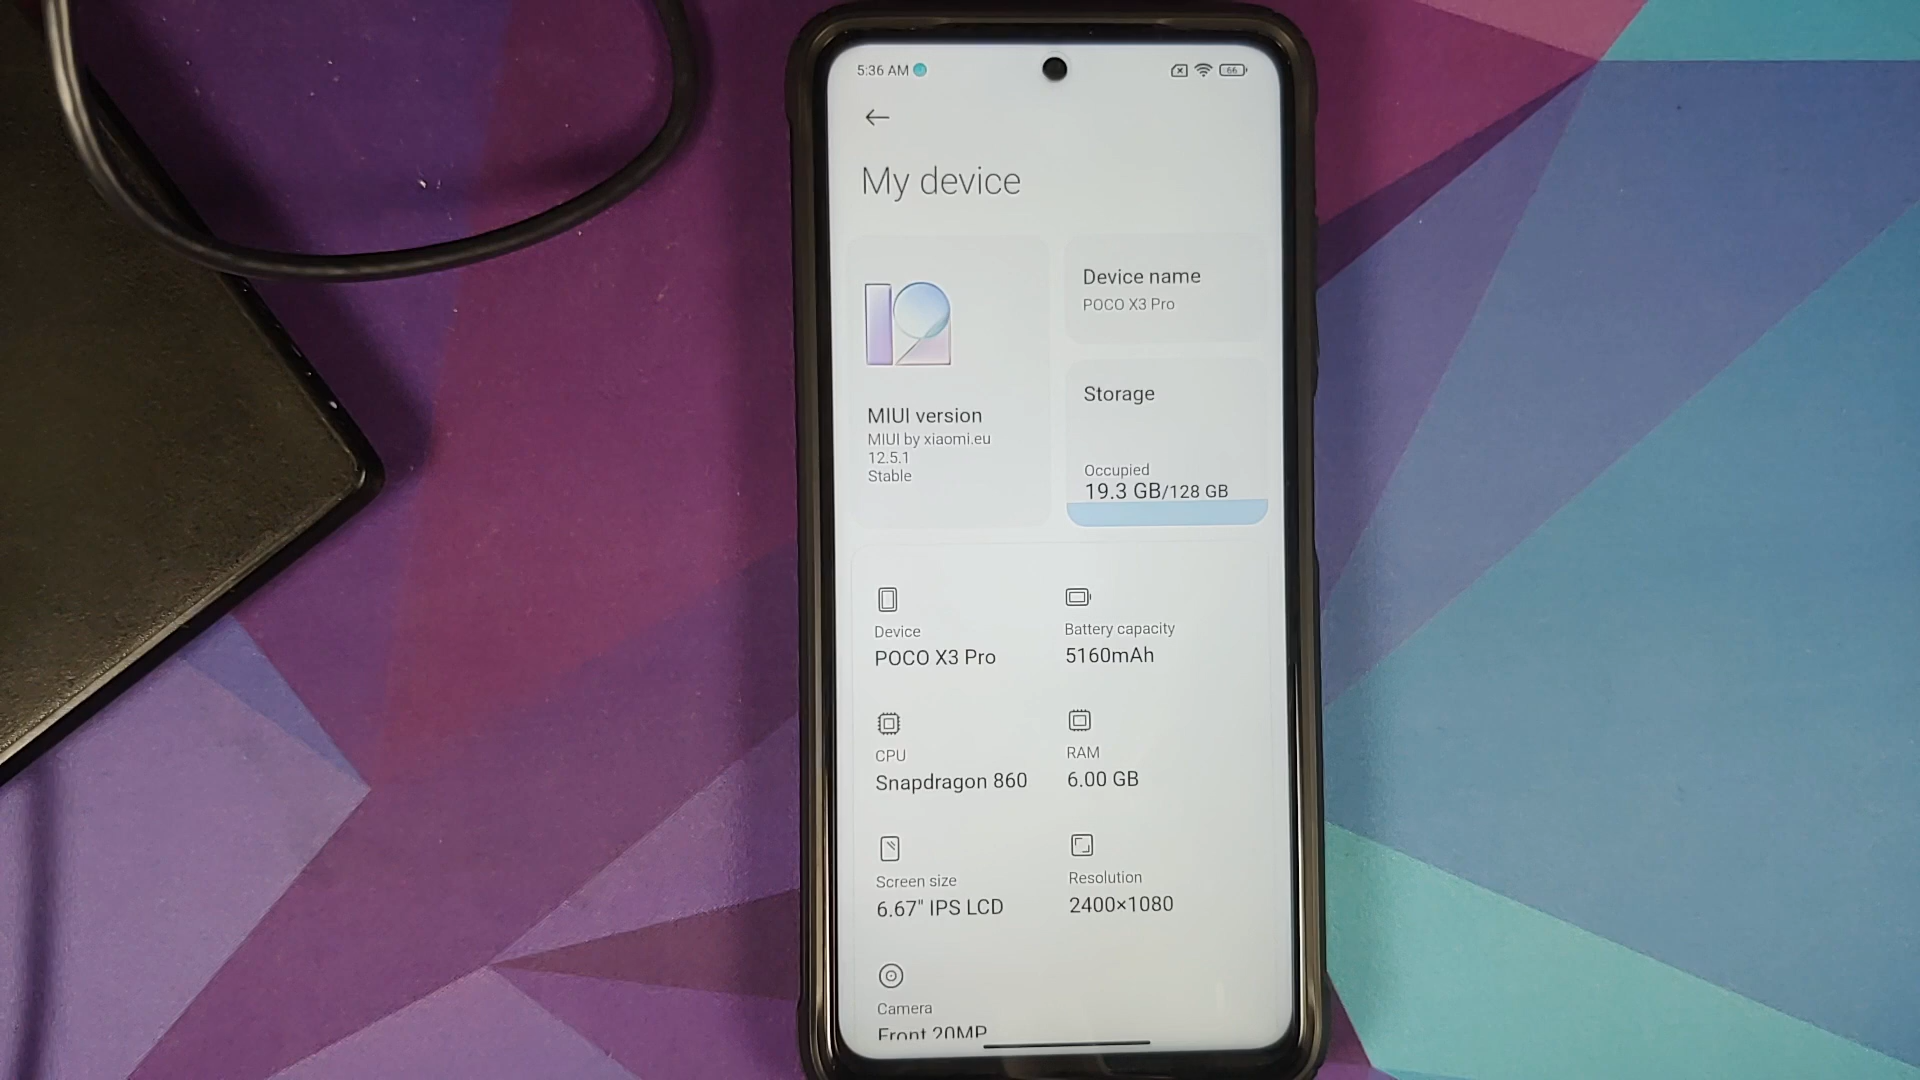 5:36 AM
66
My device
12
MIUI version
MIUI by xiaomi.eu
12.5.1
Stable
Device name
POCO X3 Pro
Storage
Occupied
19.3 GB/128 GB
Device
POCO X3 Pro
Battery capacity
5160mAh
CPU
Snapdragon 860
RAM
6.00 GB
Screen size
6.67" IPS LCD
Resolution
2400×1080
Camera
Front 20MP